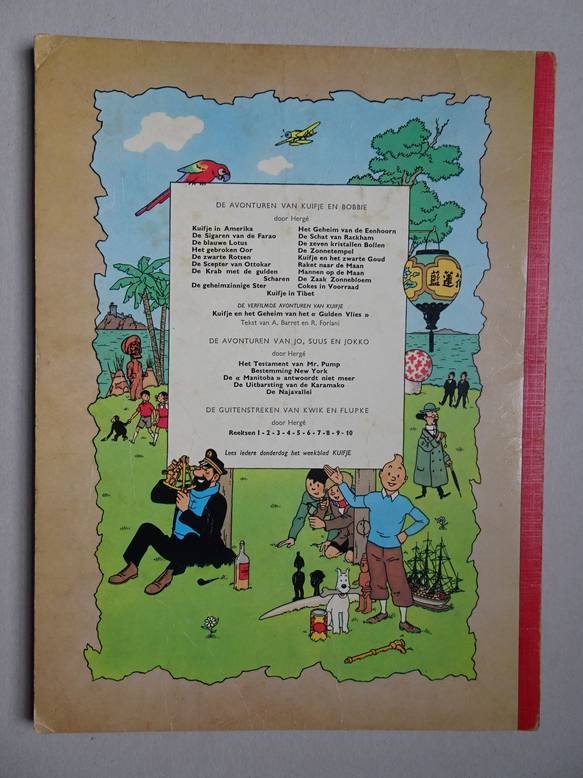 DE AVONTUREN VAN KUIFJE EN BOBBIE
door Hergé
Kuifje in Amerika
De Sigaren van de Farao
De blauwe Lotus
Het gebroken Oor
De zwarte Rotsen
De Scepter van Ottokar
De Krab met de gulden
Scharen
De geheimzinnige Ster
Het Geheim van de Eenhoorn
De Schat van Rackham
De zeven kristallen Bollen
De Zonnetempel
Kuifje en het zwarte Goud
Raket naar de Maan
Mannen op de Maan
De Zaak Zonnebloem
Cokes in Voorraad
Kuifje in Tibet
DE VERFILMDE AVONTUREN VAN KUIFJE
Kuifje en het Geheim van het « Gulden Vlies »
Tekst van A. Barret en R. Forlani
DE AVONTUREN VAN JO, SUUS EN JOKKO
door Hergé
Het Testament van Mr. Pump
Bestemming New York
De « Manitoba » antwoordt niet meer
De Uitbarsting van de Karamako
De Najavallei
DE GUITENSTREKEN VAN KWIK EN FLUPKE
door Hergé
Reeksen 1 - 2 - 3 - 4 - 5 - 6 - 7 - 8 - 9 - 10
Lees iedere donderdag het weekblad KUIFJE